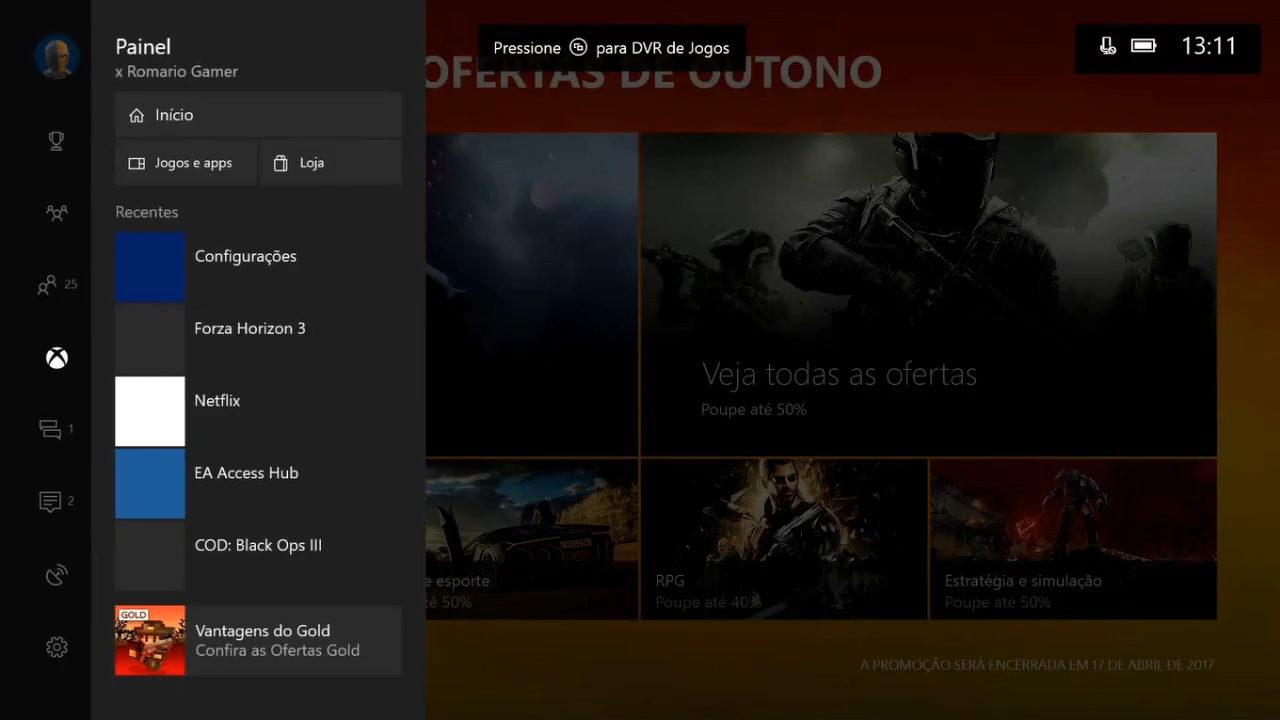 Painel
x Romario Gamer
Início
Jogos e apps
Loja
Recentes
Configurações
Forza Horizon 3
Netflix
EA Access Hub
COD: Black Ops III
GOLD
Vantagens do Gold
Confira as Ofertas Gold
25
1
2
Pressione para DVR de Jogos
13:11
OFERTAS DE OUTONO
Veja todas as ofertas
Poupe até 50%
e esporte
até 50%
RPG
Poupe até 40%
Estratégia e simulação
Poupe até 50%
A PROMOÇÃO SERÁ ENCERRADA EM 17 DE ABRIL DE 2017